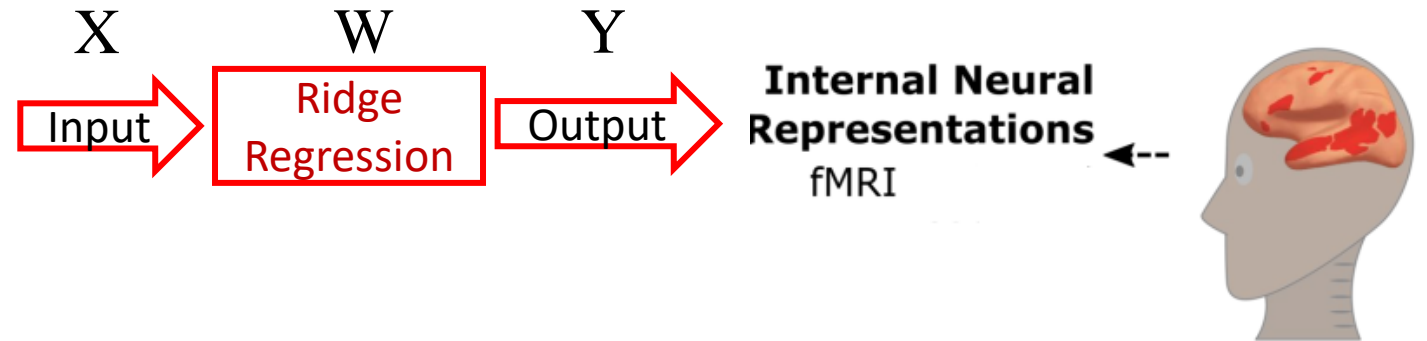 X
W
Y
Input
Ridge
Regression
Output
Internal Neural
Representations
fMRI